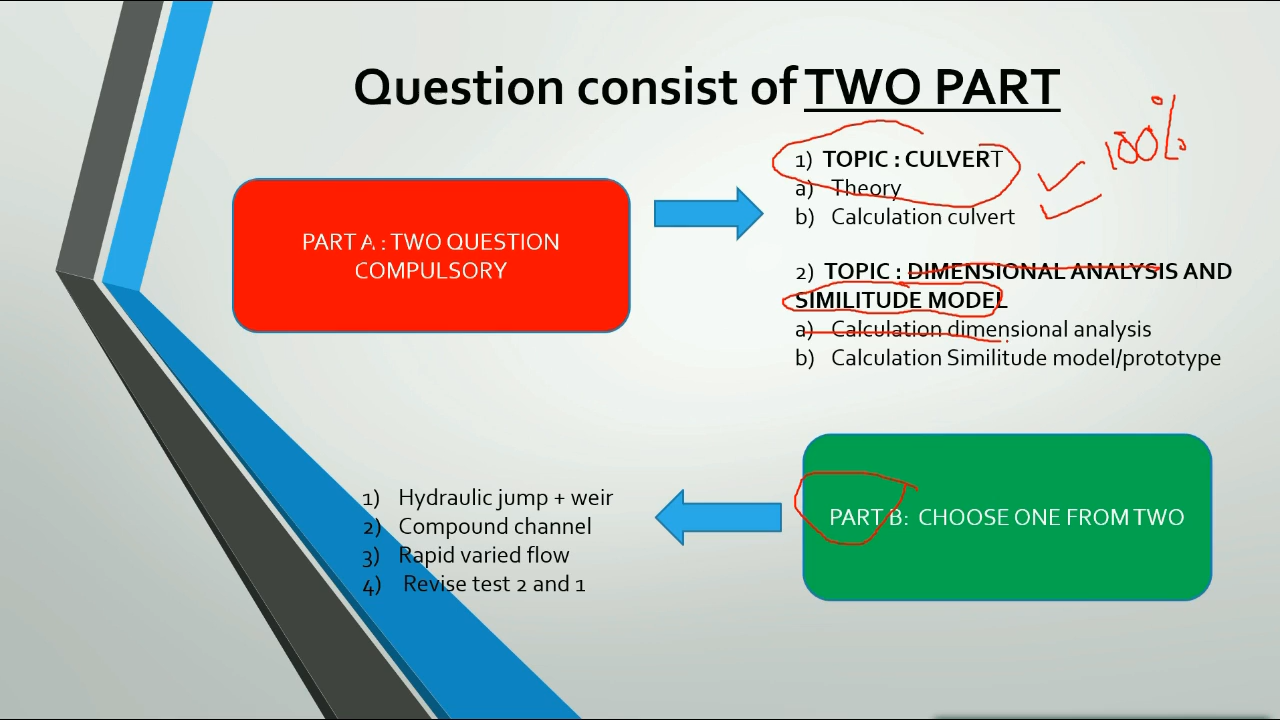 Question consist of TWO PART
100%
PART A : TWO QUESTION
COMPULSORY
1) TOPIC : CULVERT
a) Theory
b) Calculation culvert
2) TOPIC : DIMENSIONAL ANALYSIS AND
SIMILITUDE MODEL
a) Calculation dimensional analysis
b) Calculation Similitude model/prototype
PART B: CHOOSE ONE FROM TWO
1) Hydraulic jump + weir
2) Compound channel
3) Rapid varied flow
4) Revise test 2 and 1